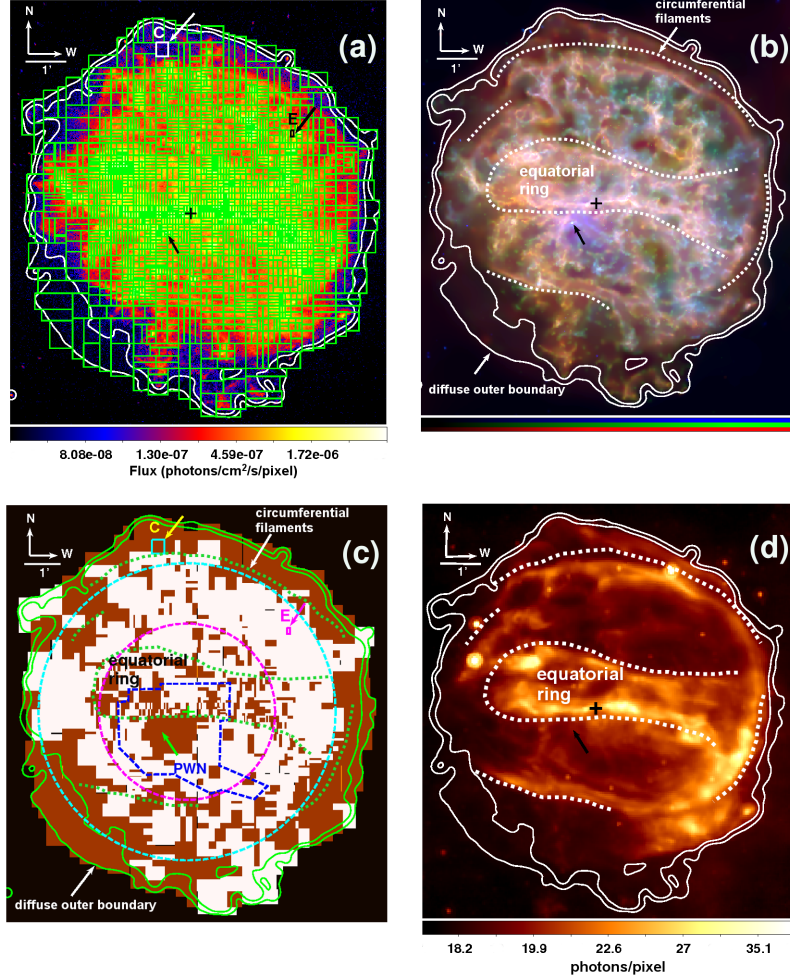 N
W
1'
C
(a)
E
8.08e-08 1.30e-07 4.59e-07 1.72e-06
Flux (photons/cm²/s/pixel)
circumferential
filaments
N
W
1'
(b)
equatorial
ring
diffuse outer boundary
N
W
1'
C
circumferential
filaments
(c)
E
equatorial
ring
PWN
diffuse outer boundary
N
W
1'
(d)
equatorial
ring
18.2 19.9 22.6 27 35.1
photons/pixel